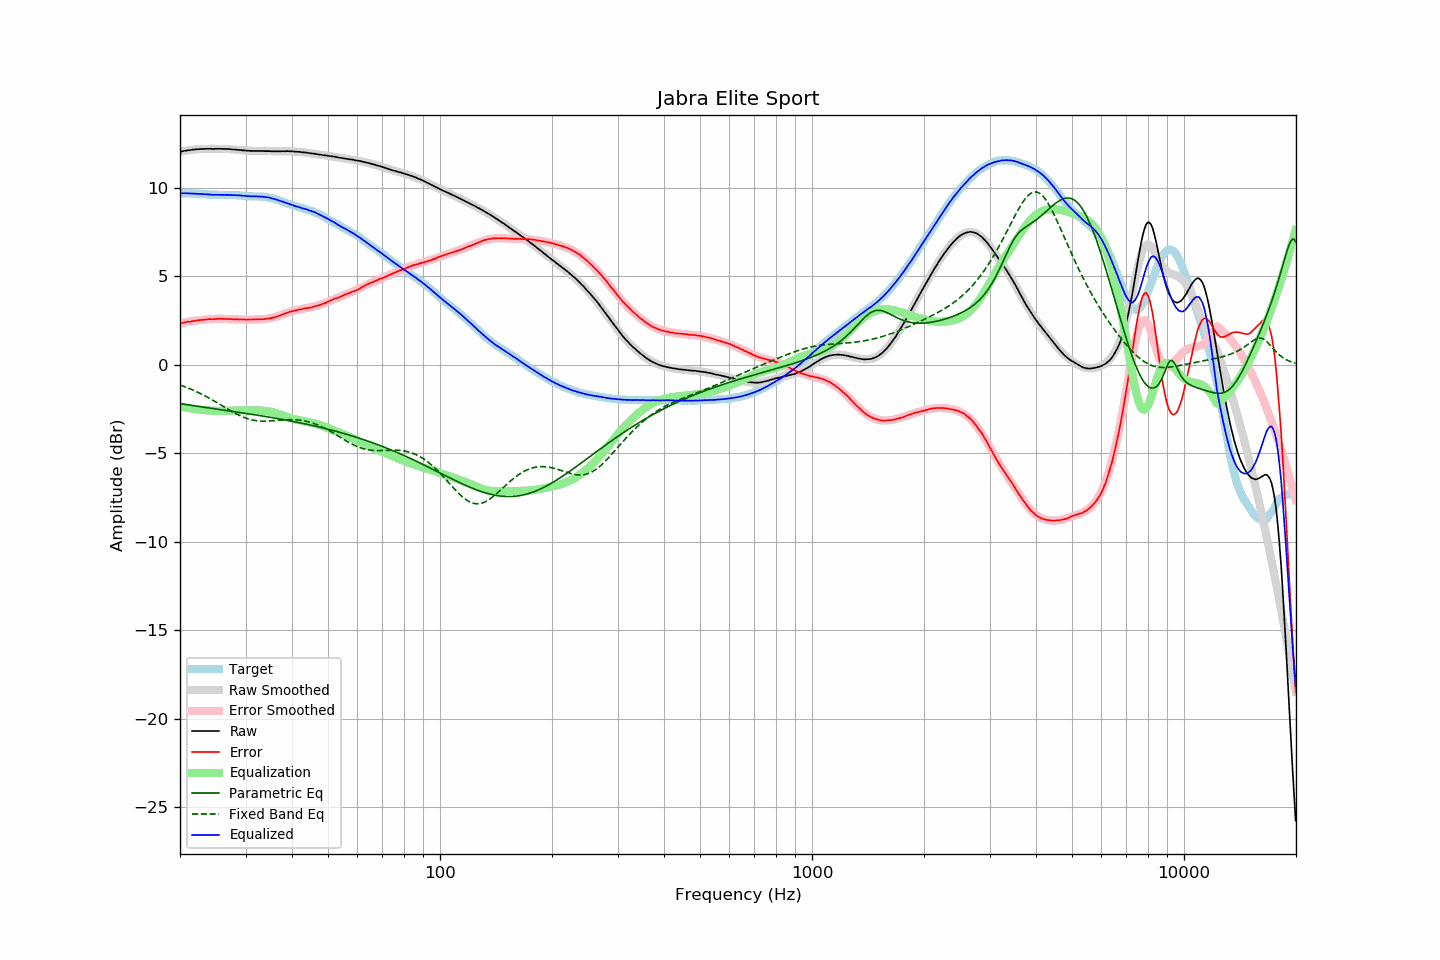 Jabra Elite Sport
Amplitude (dBr)
10
5
0
−5
−10
−15
−20
−25
Target
Raw Smoothed
Error Smoothed
Raw
Error
Equalization
Parametric Eq
Fixed Band Eq
Equalized
100
1000
10000
Frequency (Hz)